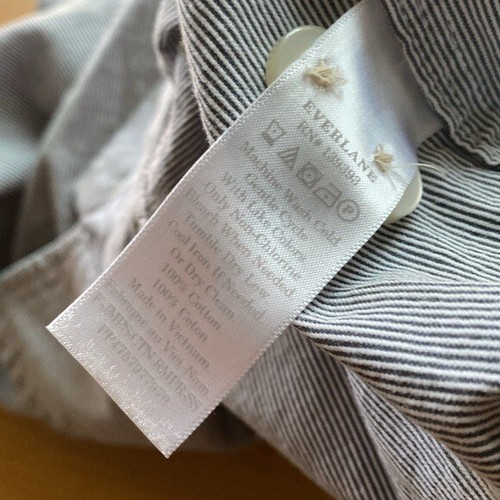 EVERLANE
Machine Wash Cold
Gentle Cycle
With Like Colors.
Only Non-Chlorine
Bleach When Needed
Tumble Dry Low
Cool Iron If Needed
Or Dry Clean.
100% Cotton
100% Coton.
Made in Vietnam.